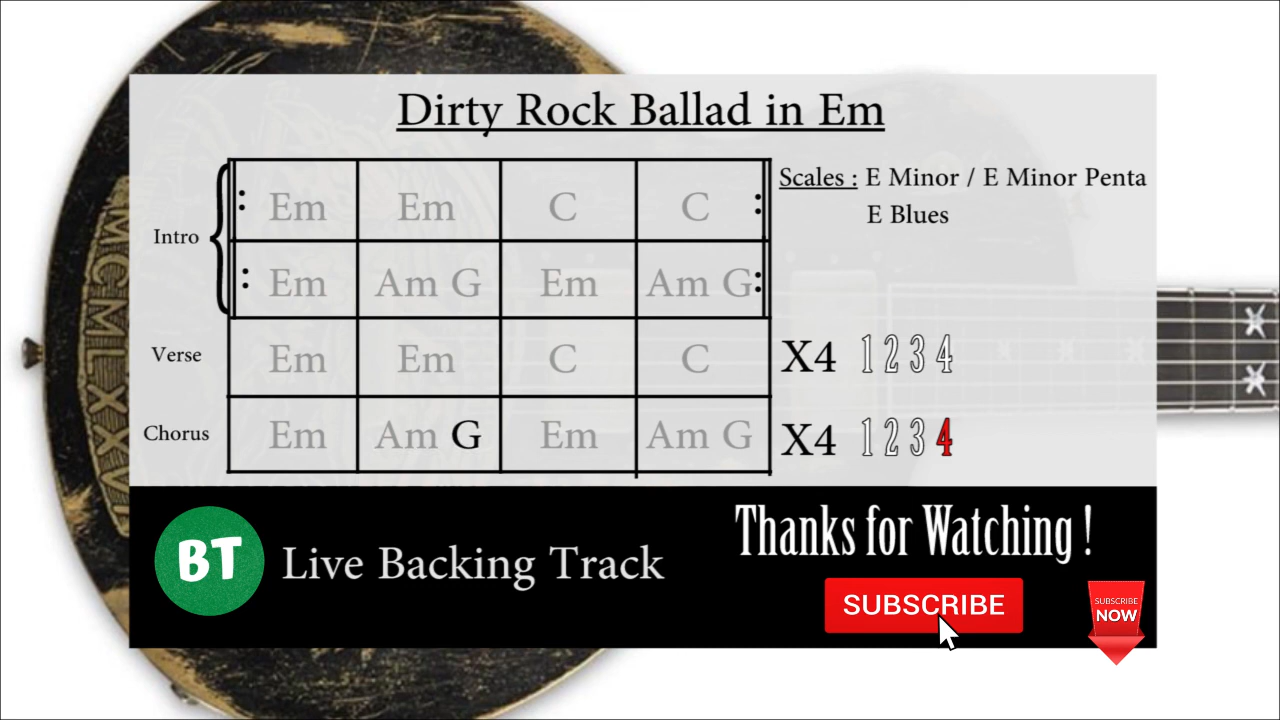 Dirty Rock Ballad in Em
Scales : E Minor / E Minor Penta
E Blues
Intro
Em Em C C
Em Am G Em Am G
Verse Em Em C C X4 1 2 3 4
Chorus Em Am G Em Am G X4 1 2 3 4
MCMLXXVI
BT Live Backing Track
Thanks for Watching !
SUBSCRIBE
SUBSCRIBE
NOW